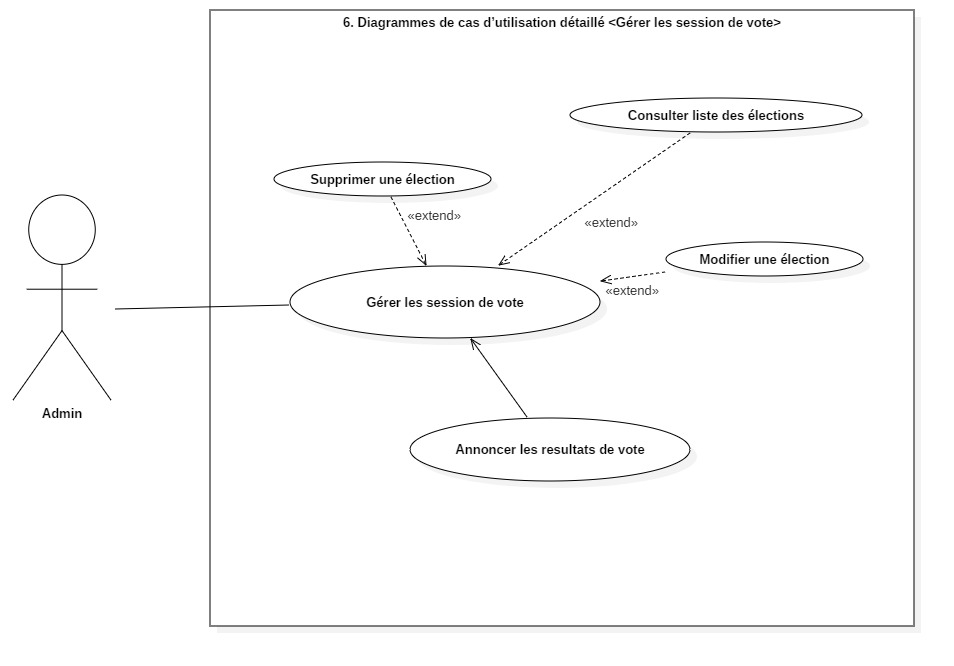 6. Diagrammes de cas d’utilisation détaillé <Gérer les session de vote>
Consulter liste des élections
Supprimer une élection
«extend»
«extend»
Modifier une élection
«extend»
Gérer les session de vote
Admin
Annoncer les resultats de vote